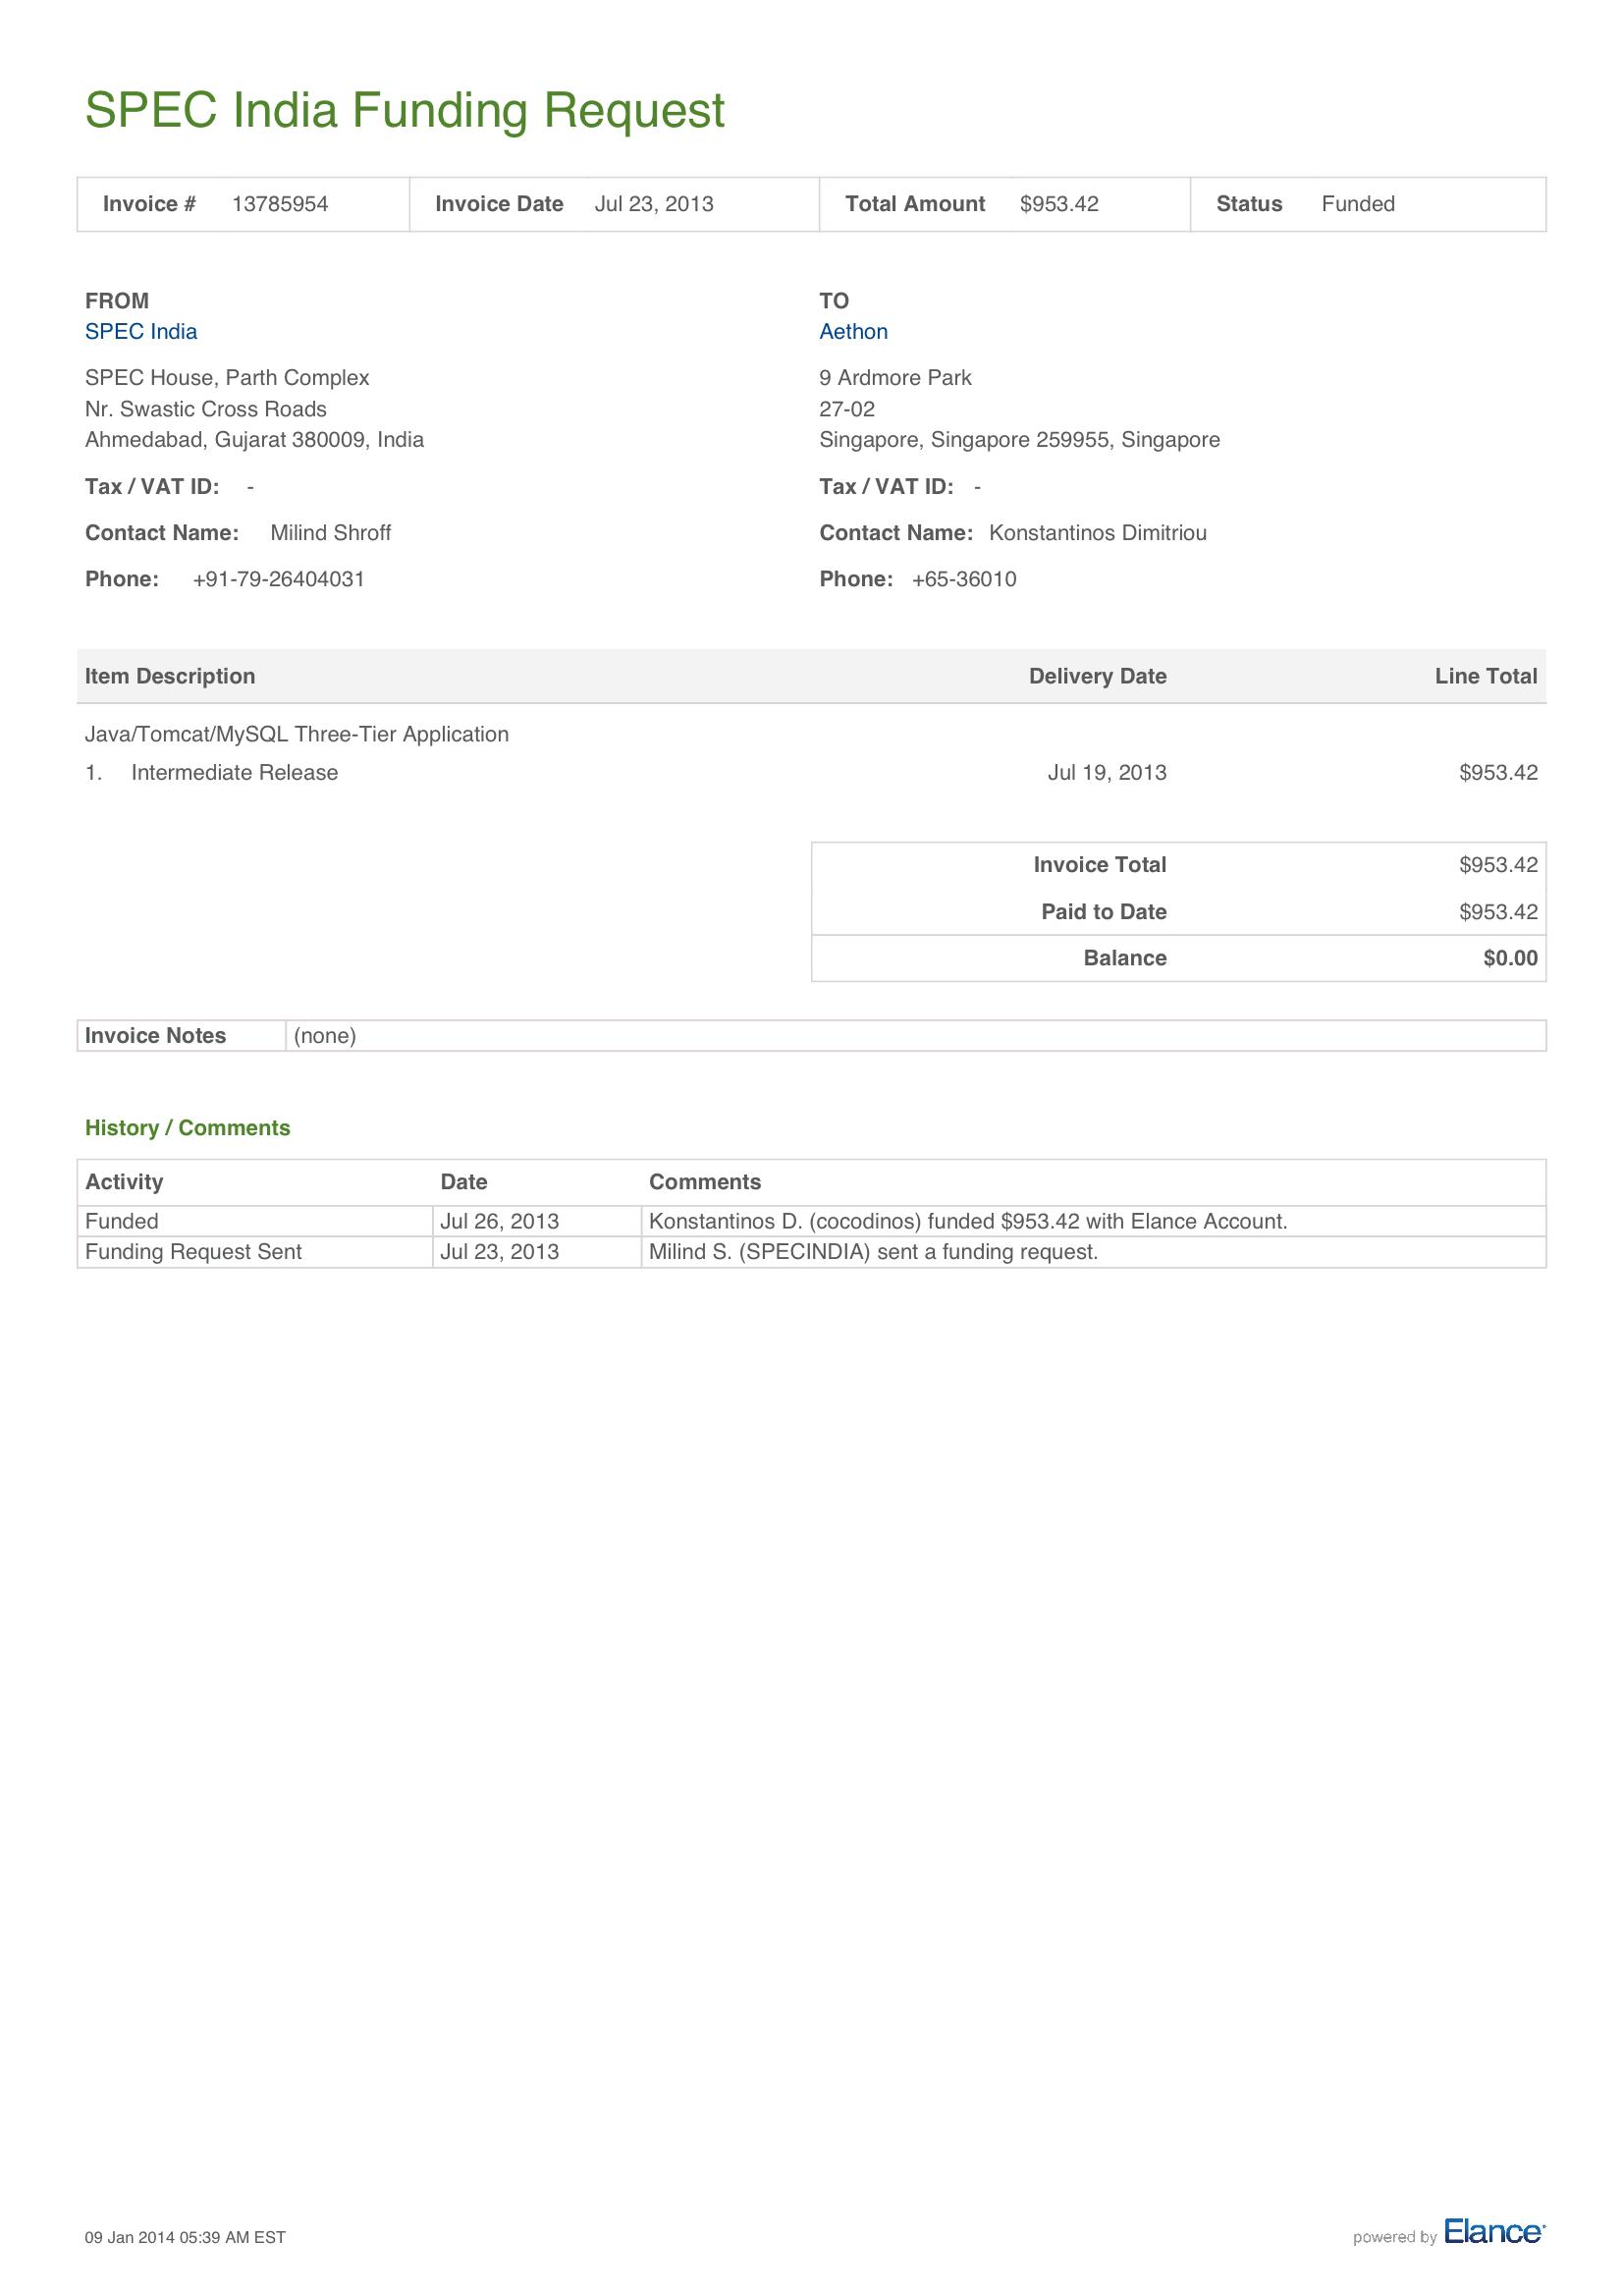 SPEC India Funding Request
Invoice # 13785954 Invoice Date Jul 23, 2013 Total Amount $953.42 Status Funded
FROM
SPEC India
SPEC House, Parth Complex
Nr. Swastic Cross Roads
Ahmedabad, Gujarat 380009, India
Tax / VAT ID: -
Contact Name: Milind Shroff
Phone: +91-79-26404031
TO
Aethon
9 Ardmore Park
27-02
Singapore, Singapore 259955, Singapore
Tax / VAT ID: -
Contact Name: Konstantinos Dimitriou
Phone: +65-36010
Item Description Delivery Date Line Total
Java/Tomcat/MySQL Three-Tier Application
1. Intermediate Release Jul 19, 2013 $953.42
Invoice Total $953.42
Paid to Date $953.42
Balance $0.00
Invoice Notes (none)
History / Comments
Activity Date Comments
Funded Jul 26, 2013 Konstantinos D. (cocodinos) funded $953.42 with Elance Account.
Funding Request Sent Jul 23, 2013 Milind S. (SPECINDIA) sent a funding request.
09 Jan 2014 05:39 AM EST powered by Elance